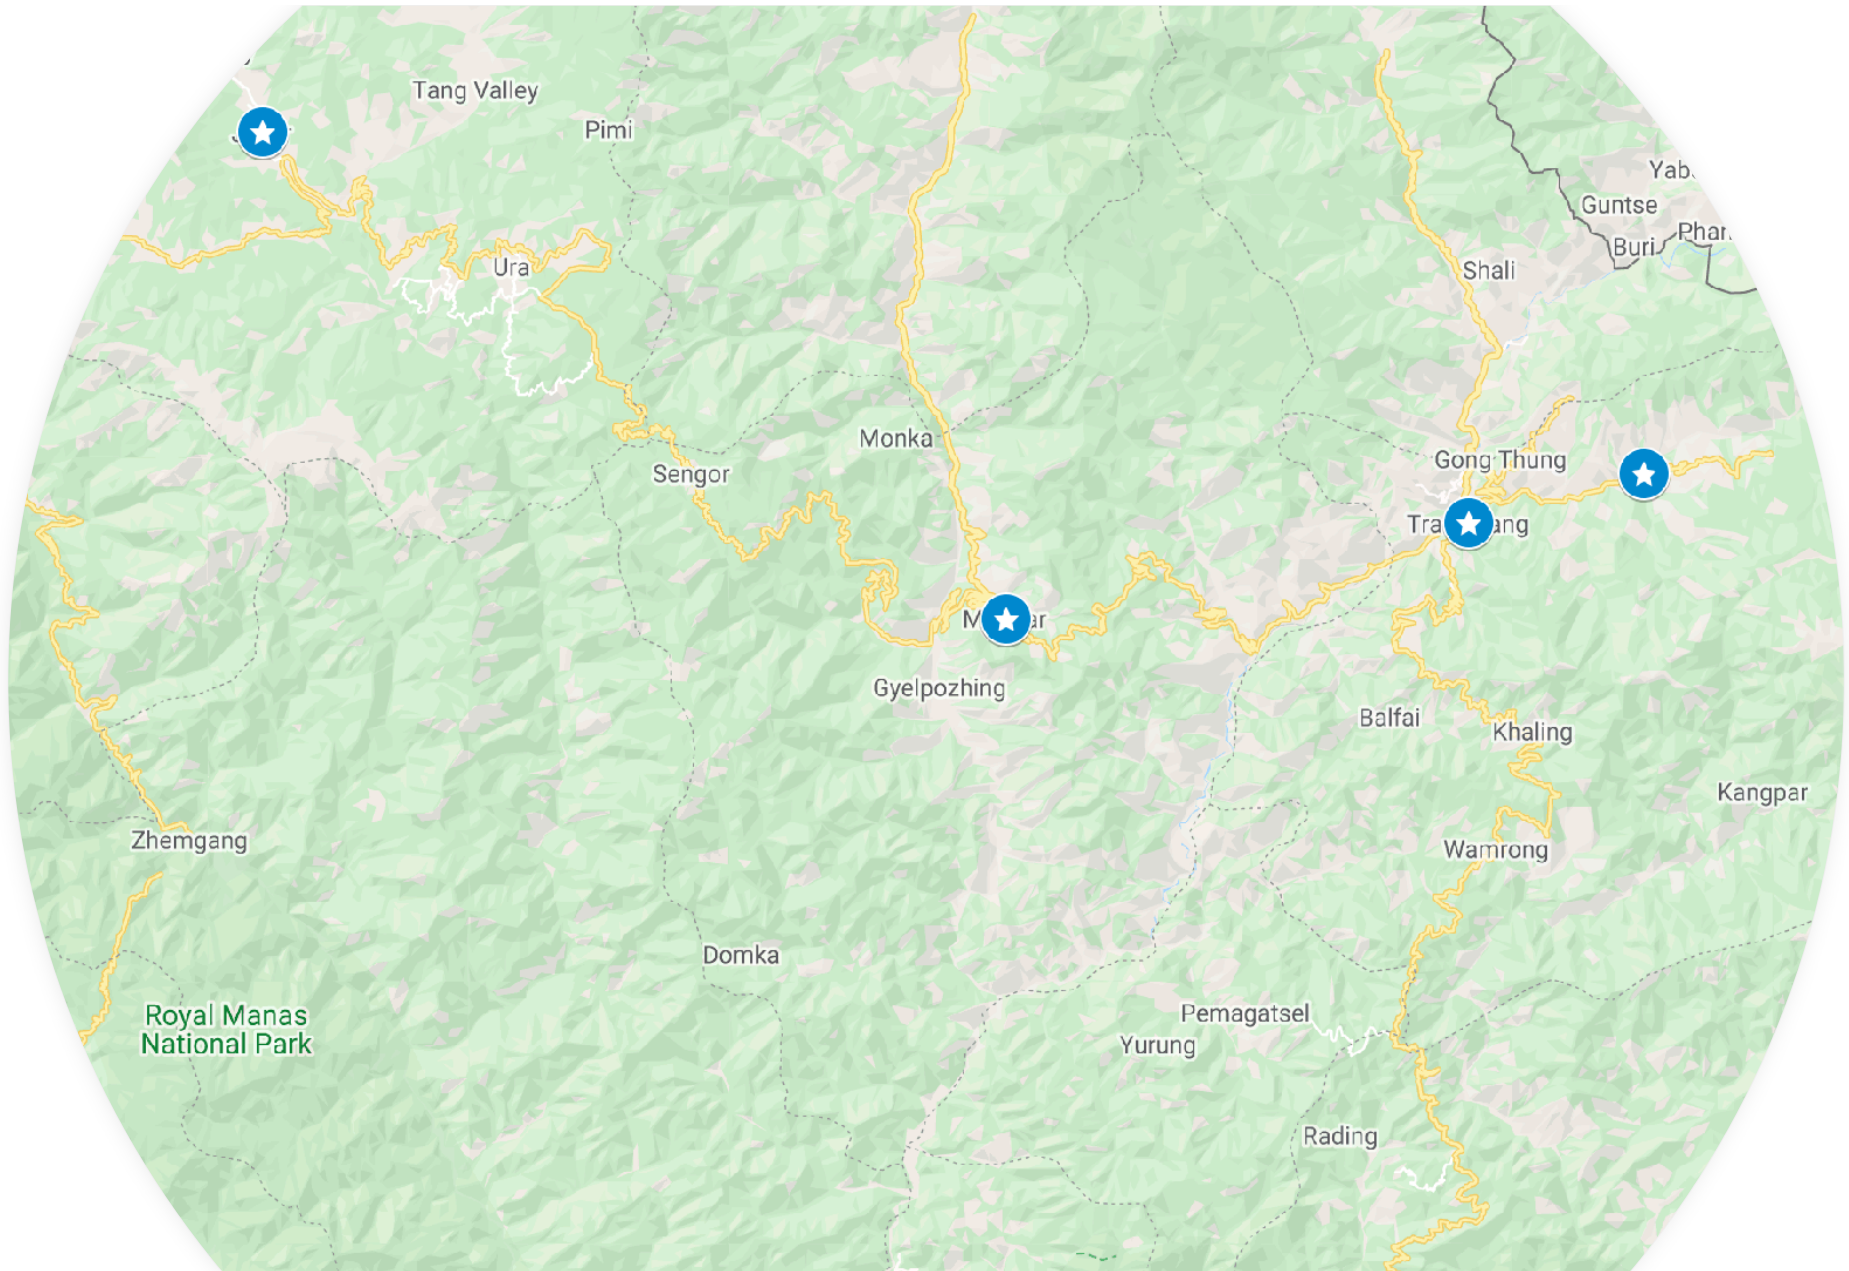 Tang Valley
Pimi
Guntse
Buri
Ura
Shali
Monka
Gong Thung
Sengor
Gyelpozhing
Balfai
Khaling
Kangpar
Zhemgang
Wamrong
Domka
Royal Manas
National Park
Pemagatsel
Yurung
Rading